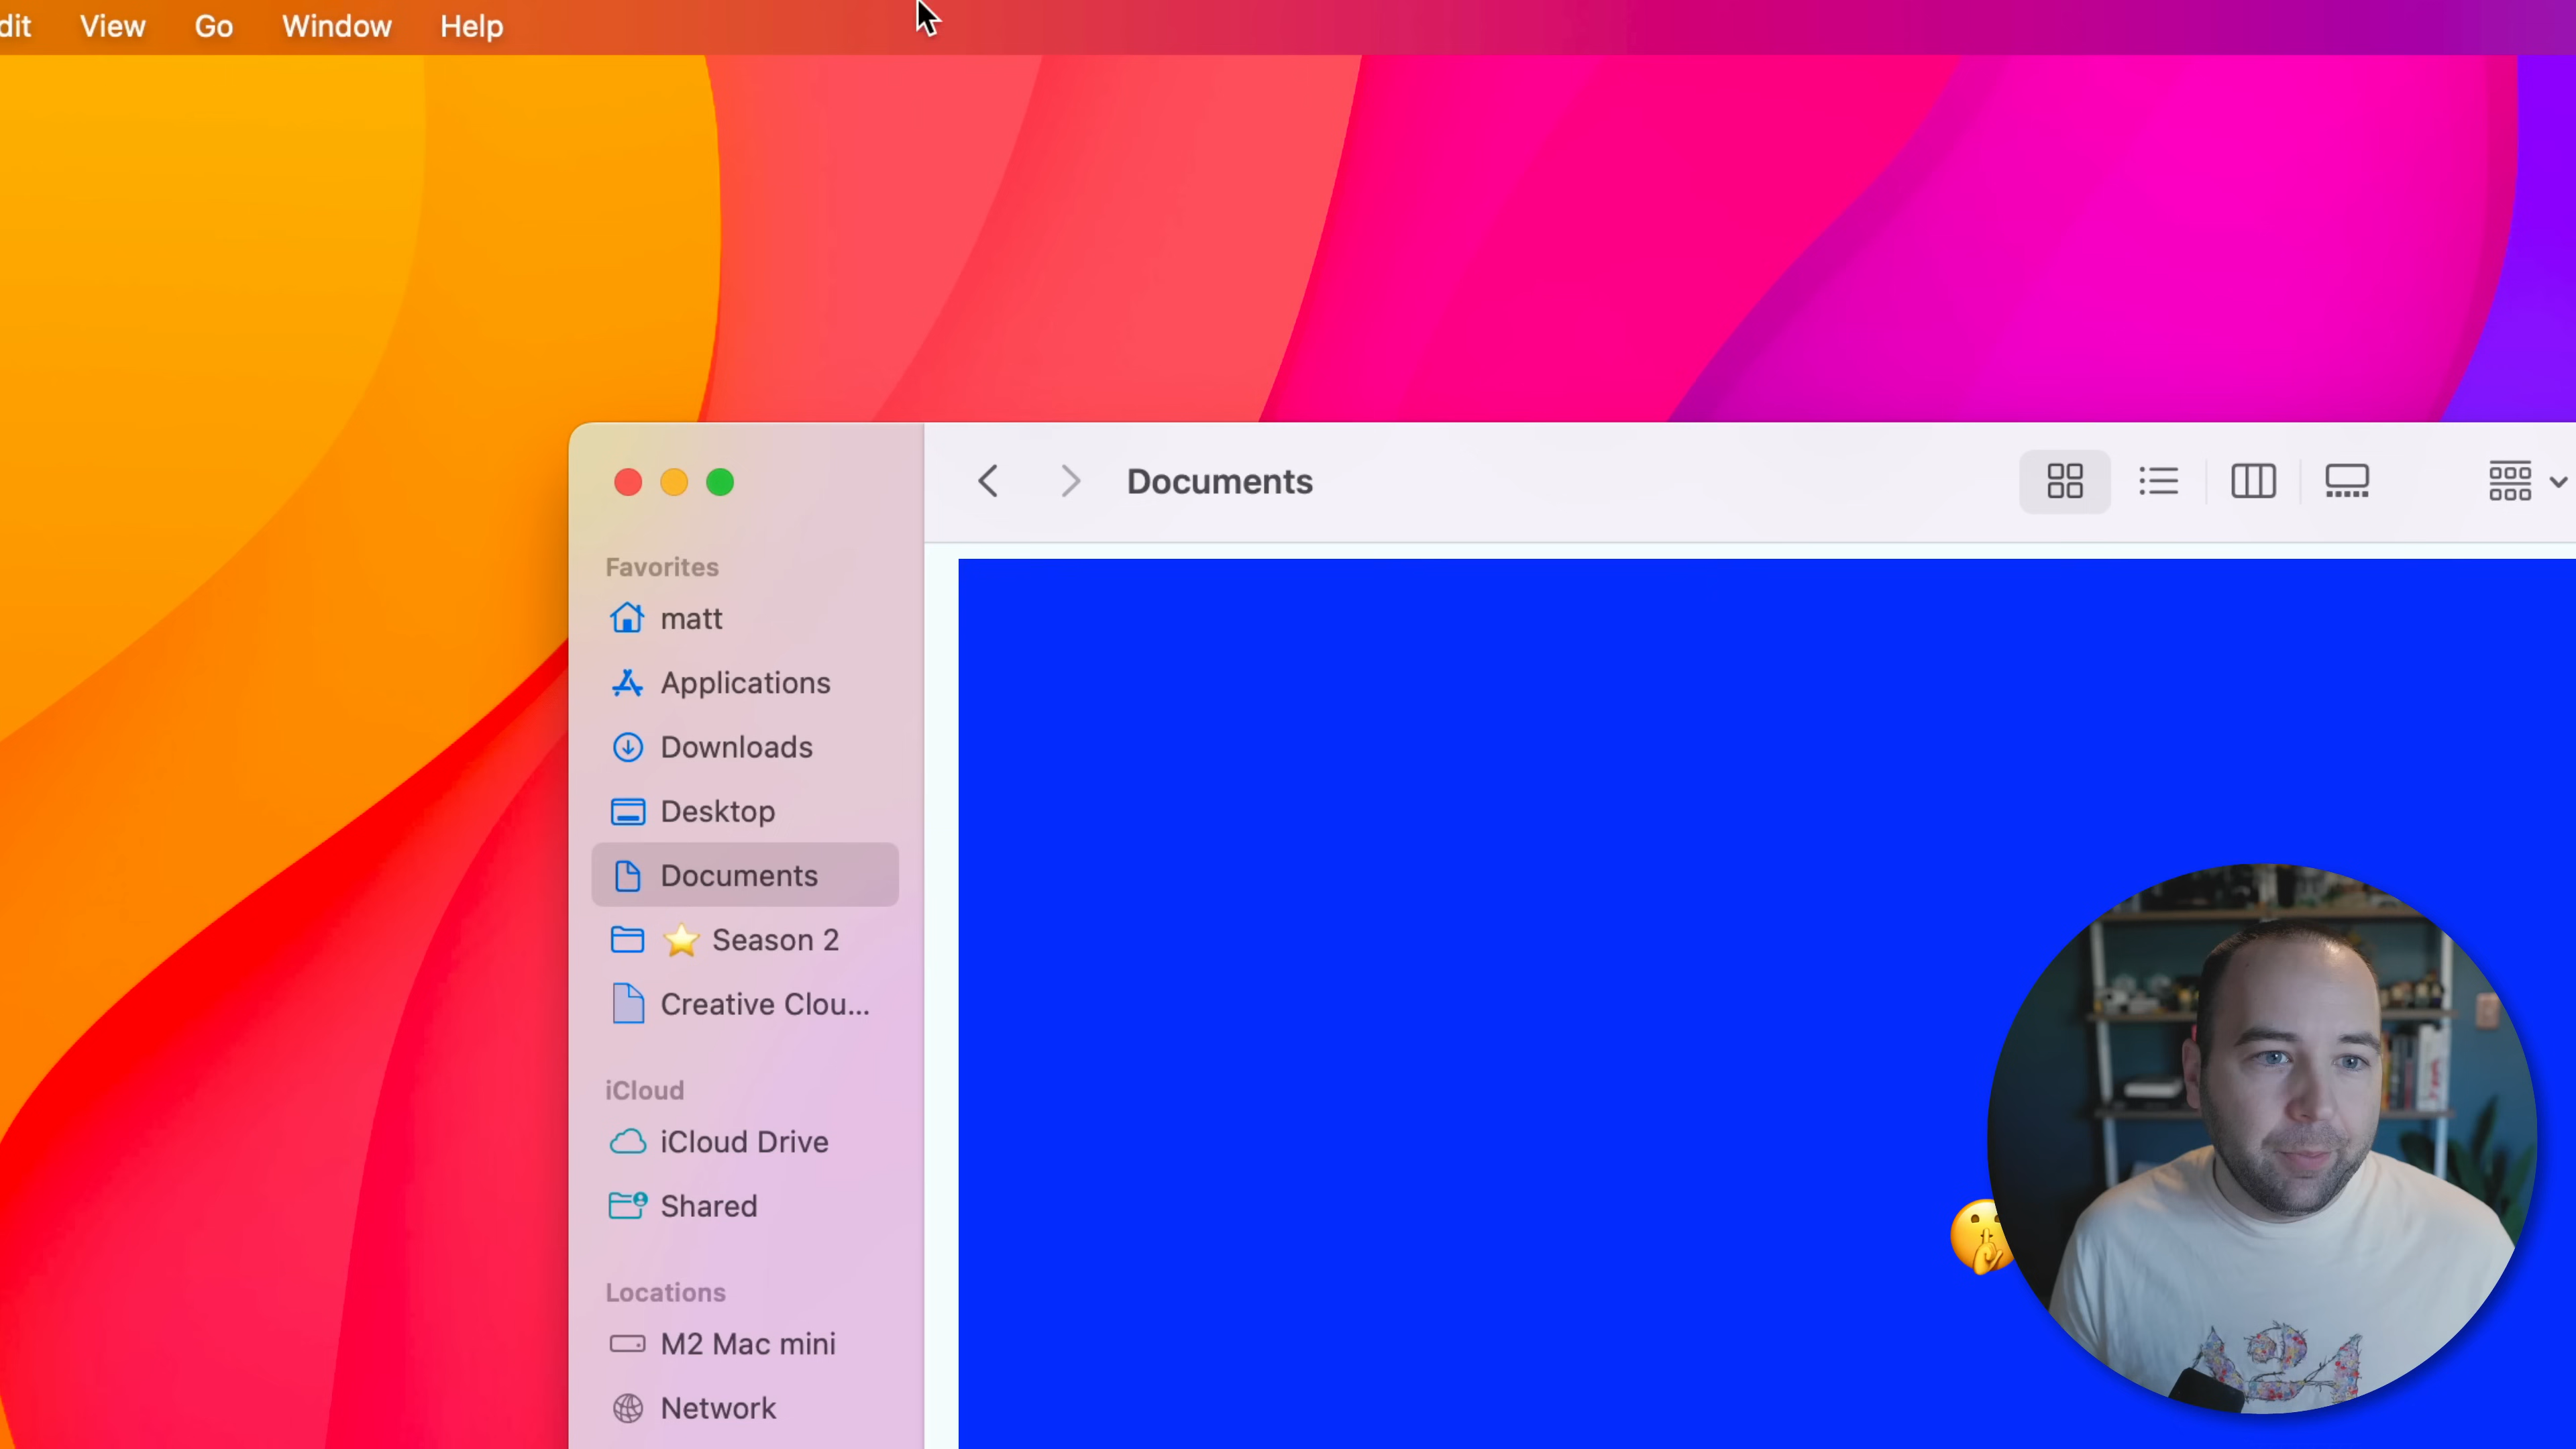 dit View Go Window Help
Documents
Favorites
matt
Applications
Downloads
Desktop
Documents
⭐ Season 2
Creative Clou...
iCloud
iCloud Drive
Shared
Locations
M2 Mac mini
Network